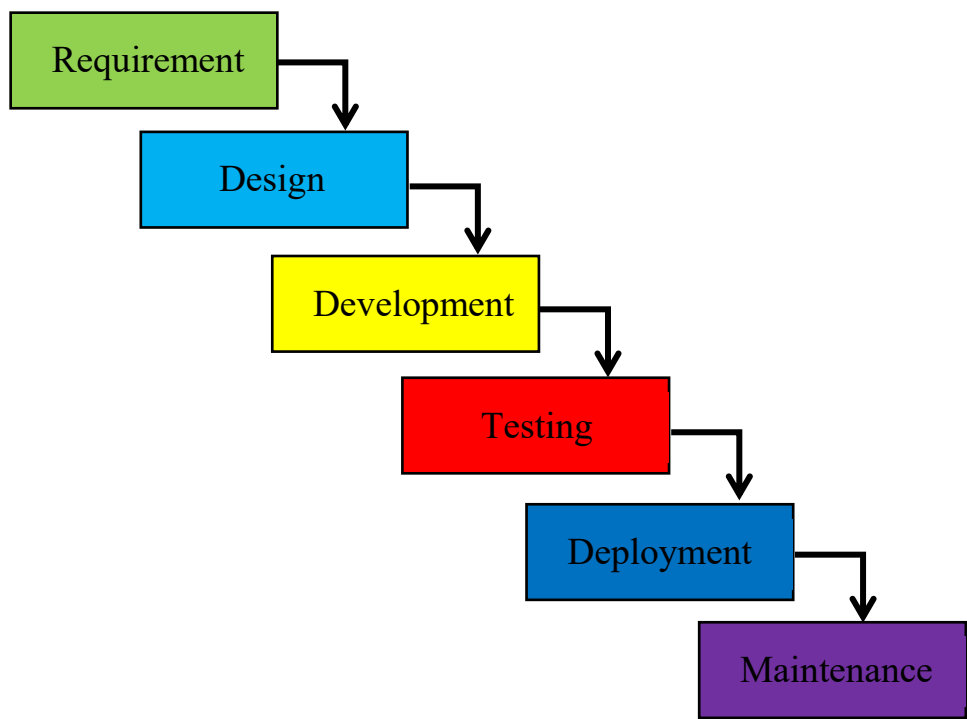 Requirement
Design
Development
Testing
Deployment
Maintenance